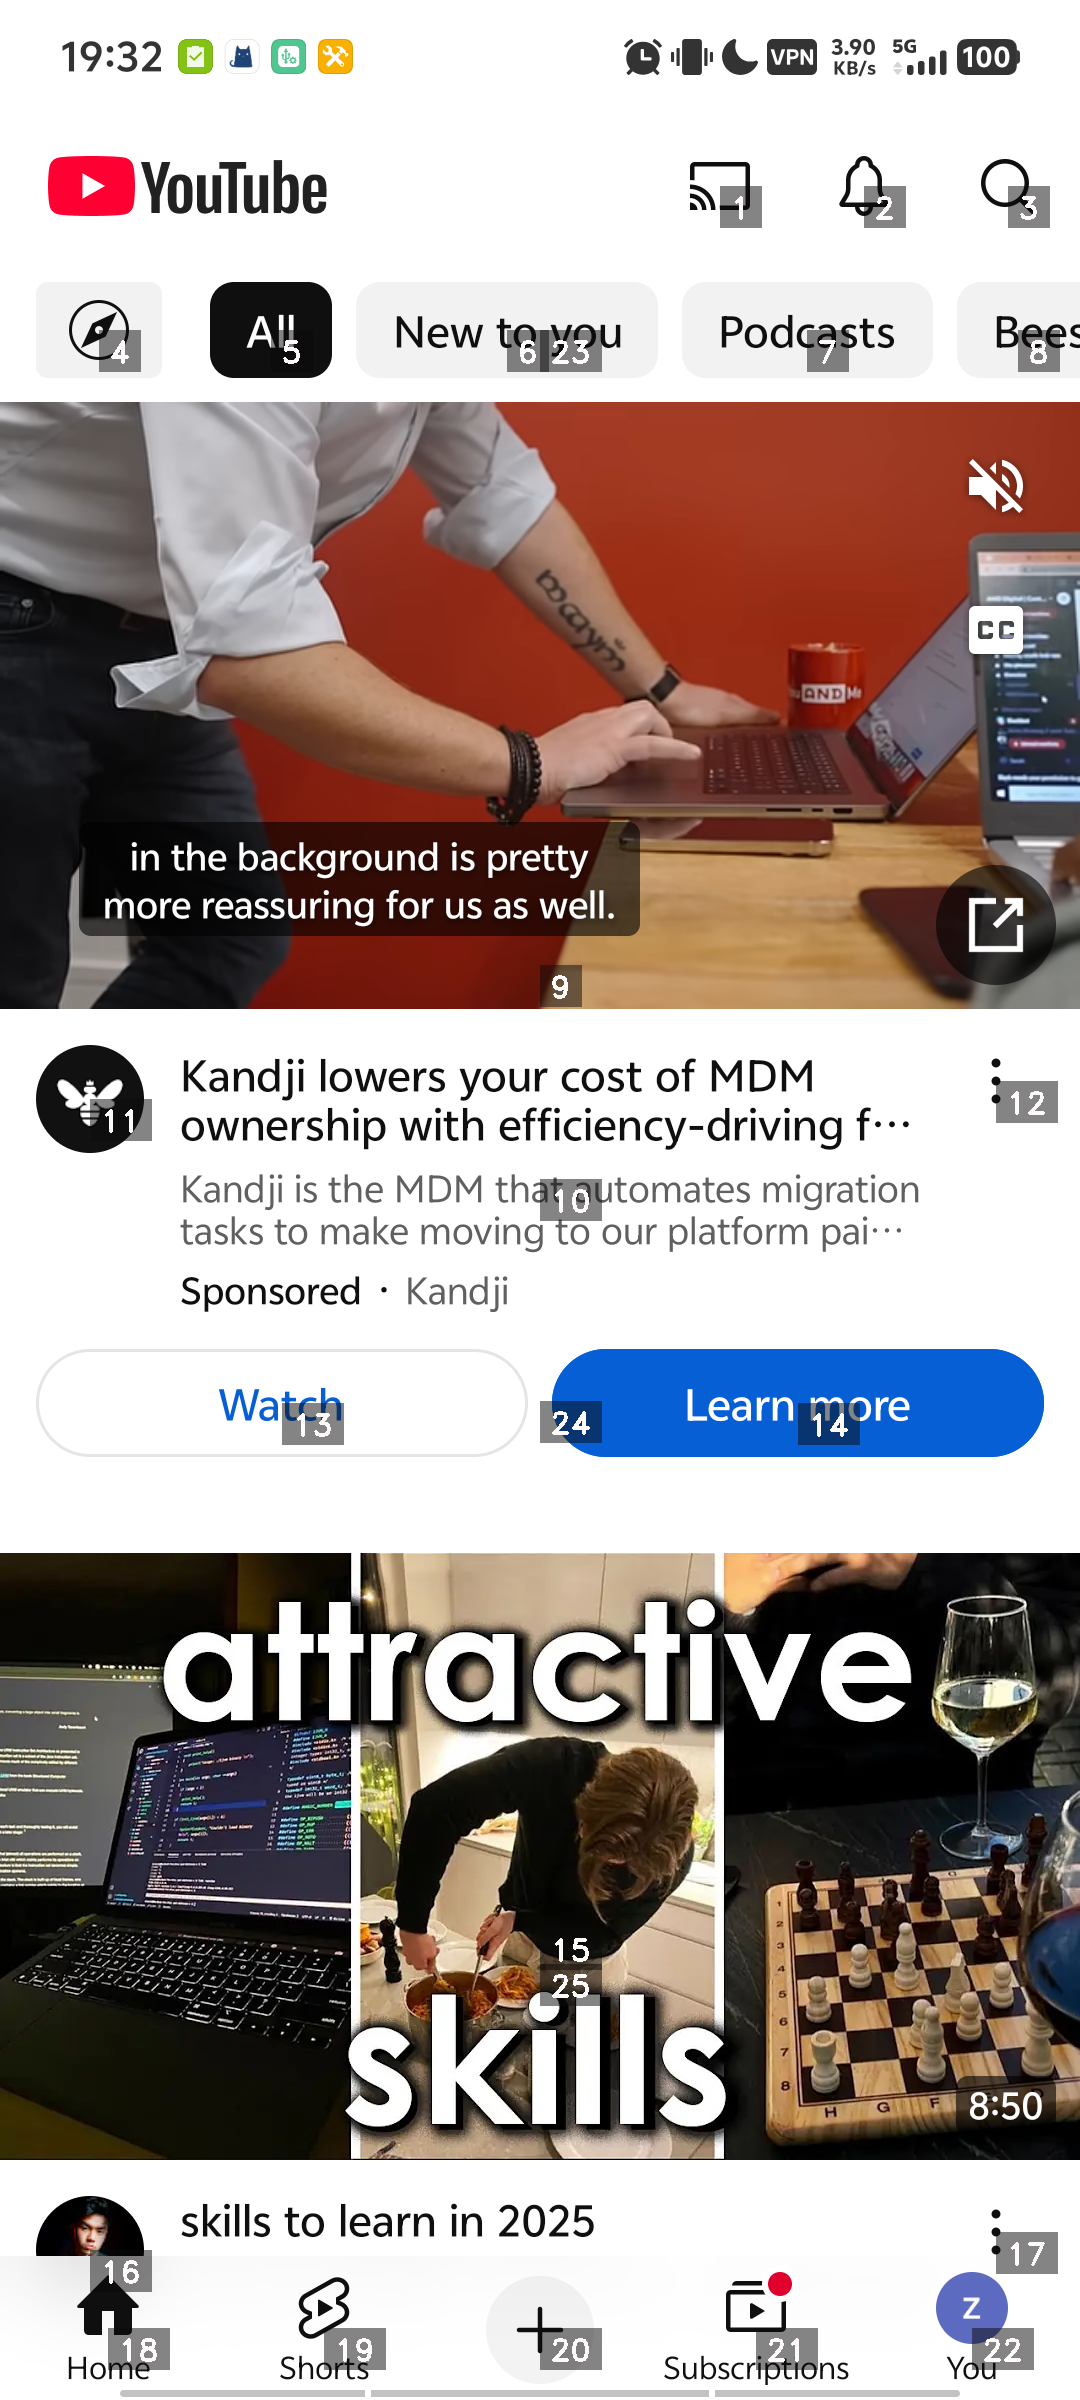 19:32
VPN
3.90
KB/s
5G
100
YouTube
1
2
3
4
All
5
New to you
6
23
Podcasts
7
Bees
8
You AND Me
CC
in the background is pretty
more reassuring for us as well.
9
11
Kandji lowers your cost of MDM
ownership with efficiency-driving f...
12
Kandji is the MDM that automates migration
10
tasks to make moving to our platform pai...
Sponsored · Kandji
Watch
13
24
Learn more
14
attractive
15
25
skills
H G F
8:50
skills to learn in 2025
16
17
Z
Home
18
Shorts
19
20
Subscriptions
21
You
22